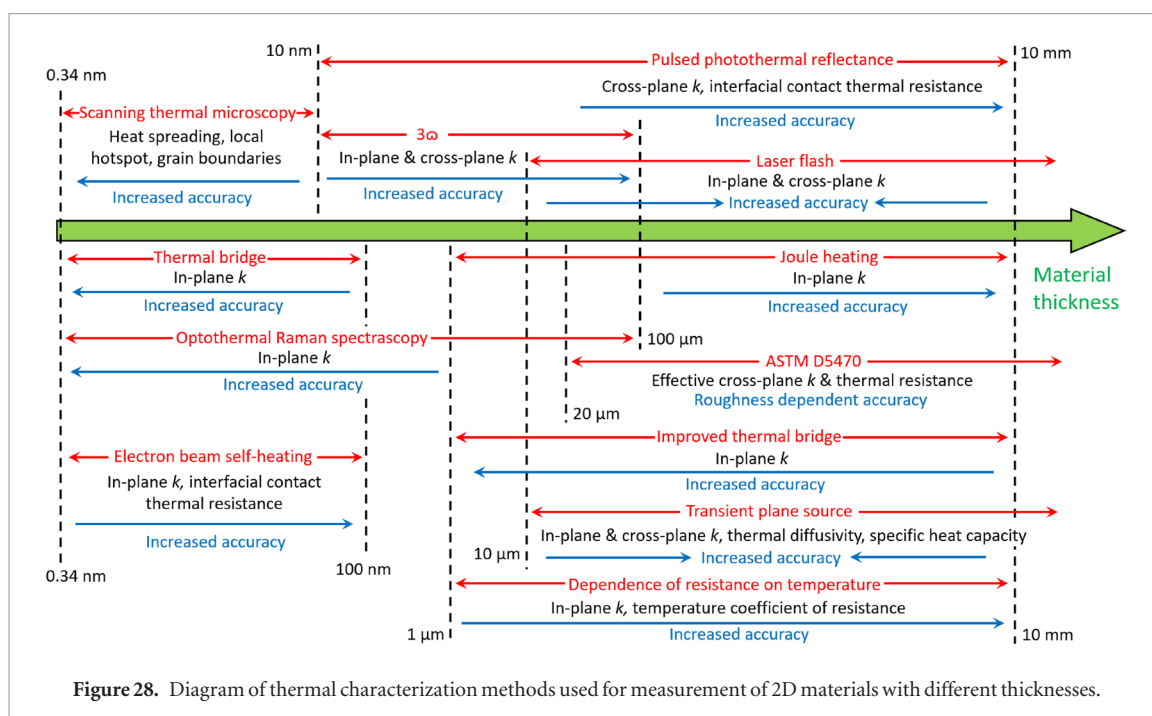 10 nm
10 mm
0.34 nm
Pulsed photothermal reflectance
Cross-plane k, interfacial contact thermal resistance
Increased accuracy
Scanning thermal microscopy
Heat spreading, local
hotspot, grain boundaries
Increased accuracy
3ω
In-plane & cross-plane k
Increased accuracy
Laser flash
In-plane & cross-plane k
Increased accuracy
Thermal bridge
In-plane k
Increased accuracy
Joule heating
In-plane k
Increased accuracy
Material
thickness
Optothermal Raman spectroscopy
In-plane k
Increased accuracy
100 μm
ASTM D5470
Effective cross-plane k & thermal resistance
Roughness dependent accuracy
20 μm
Improved thermal bridge
In-plane k
Increased accuracy
Electron beam self-heating
In-plane k, interfacial contact
thermal resistance
Increased accuracy
Transient plane source
In-plane & cross-plane k, thermal diffusivity, specific heat capacity
Increased accuracy
10 μm
0.34 nm
100 nm
Dependence of resistance on temperature
In-plane k, temperature coefficient of resistance
Increased accuracy
1 μm
10 mm
Figure 28. Diagram of thermal characterization methods used for measurement of 2D materials with different thicknesses.